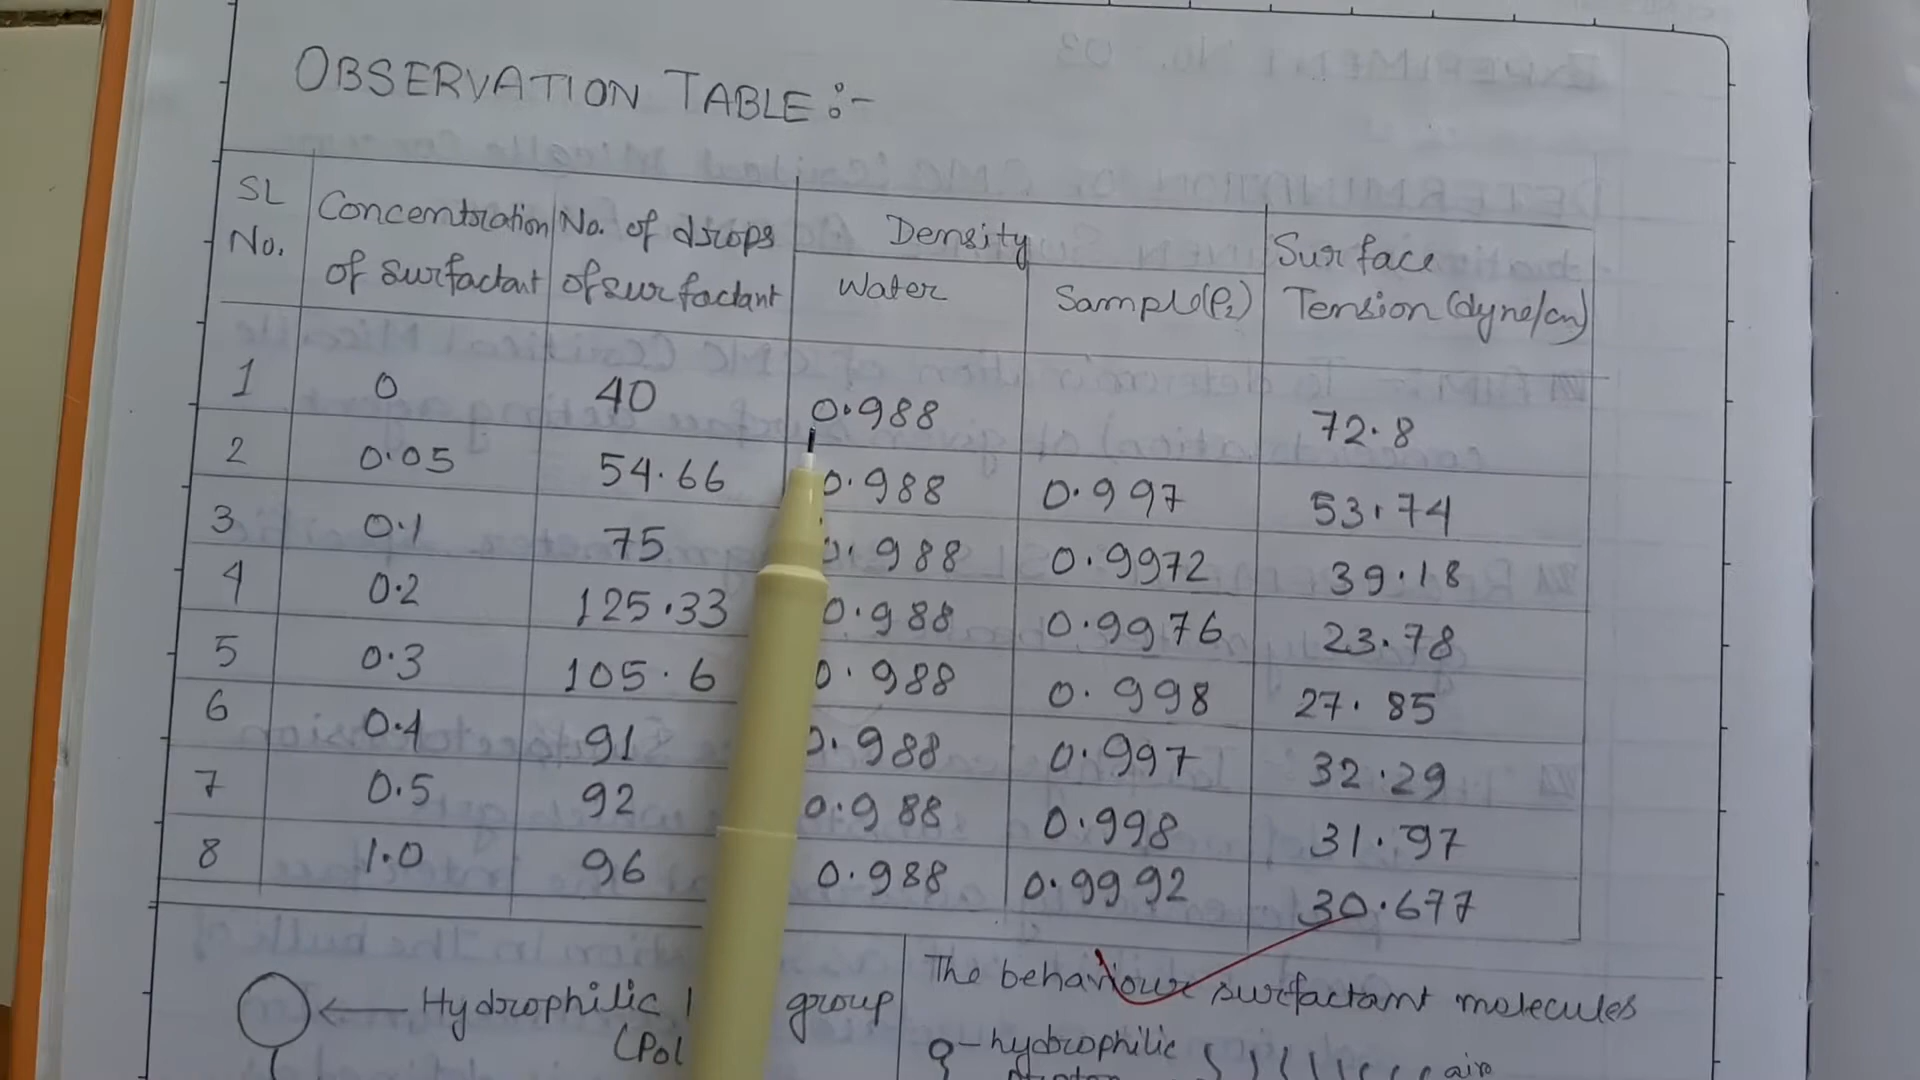 OBSERVATION TABLE :-
SL No. Concentration of surfactant No. of drops of surfactant Density Surface Tension (dyne/cm)
Water Sample(ρ₂)
1 0 40 0.988 72.8
2 0.05 54.66 0.988 0.997 53.74
3 0.1 75 0.988 0.9972 39.18
4 0.2 125.33 0.988 0.9976 23.78
5 0.3 105.6 0.988 0.998 27.85
6 0.4 91 0.988 0.997 32.29
7 0.5 92 0.988 0.998 31.97
8 1.0 96 0.988 0.9992 30.677
Hydrophilic group
(Pol
The behaviour surfactant molecules
hydrophilic
air